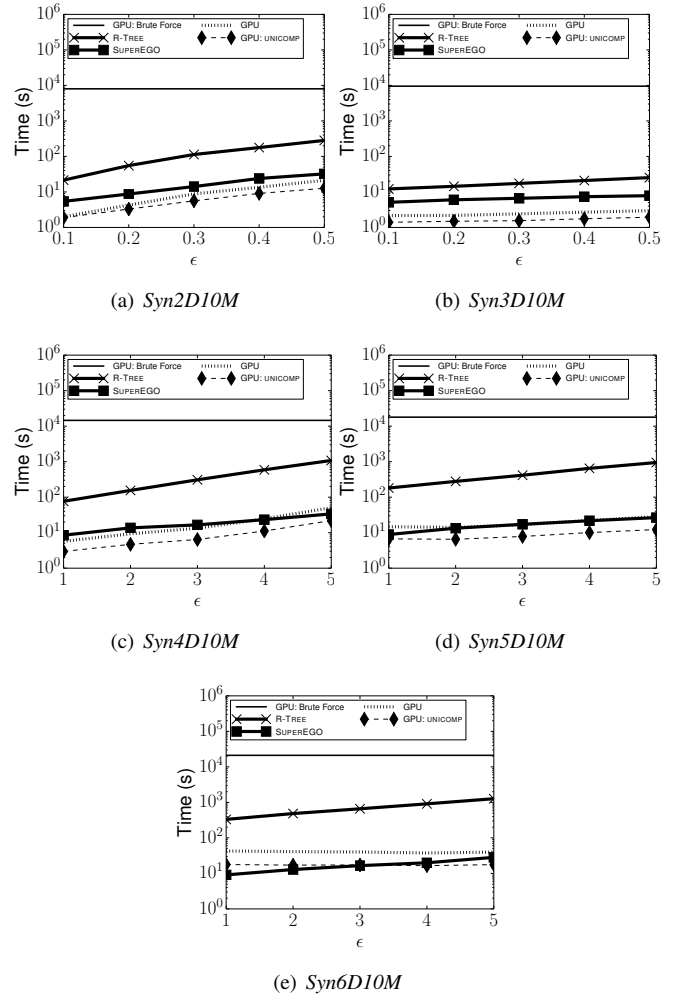 10^6
10^5
10^4
10^3
10^2
10^1
10^0
Time (s)
GPU: Brute Force
R-TREE
SUPEREGO
GPU
GPU: UNICOMP
0.1 0.2 0.3 0.4 0.5
ϵ
(a) Syn2D10M
10^6
10^5
10^4
10^3
10^2
10^1
10^0
Time (s)
GPU: Brute Force
R-TREE
SUPEREGO
GPU
GPU: UNICOMP
0.1 0.2 0.3 0.4 0.5
ϵ
(b) Syn3D10M
10^6
10^5
10^4
10^3
10^2
10^1
10^0
Time (s)
GPU: Brute Force
R-TREE
SUPEREGO
GPU
GPU: UNICOMP
1 2 3 4 5
ϵ
(c) Syn4D10M
10^6
10^5
10^4
10^3
10^2
10^1
10^0
Time (s)
GPU: Brute Force
R-TREE
SUPEREGO
GPU
GPU: UNICOMP
1 2 3 4 5
ϵ
(d) Syn5D10M
10^6
10^5
10^4
10^3
10^2
10^1
10^0
Time (s)
GPU: Brute Force
R-TREE
SUPEREGO
GPU
GPU: UNICOMP
1 2 3 4 5
ϵ
(e) Syn6D10M